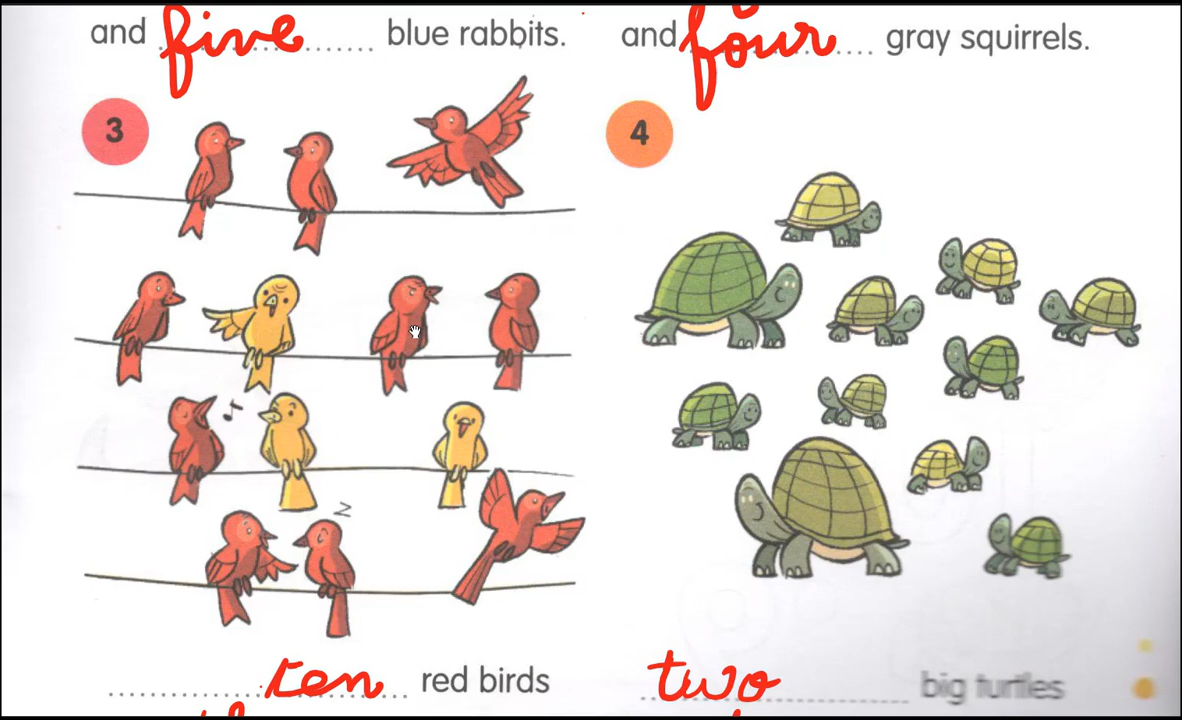 and five blue rabbits.
and four gray squirrels.
3
4
z
ten red birds
two big turtles